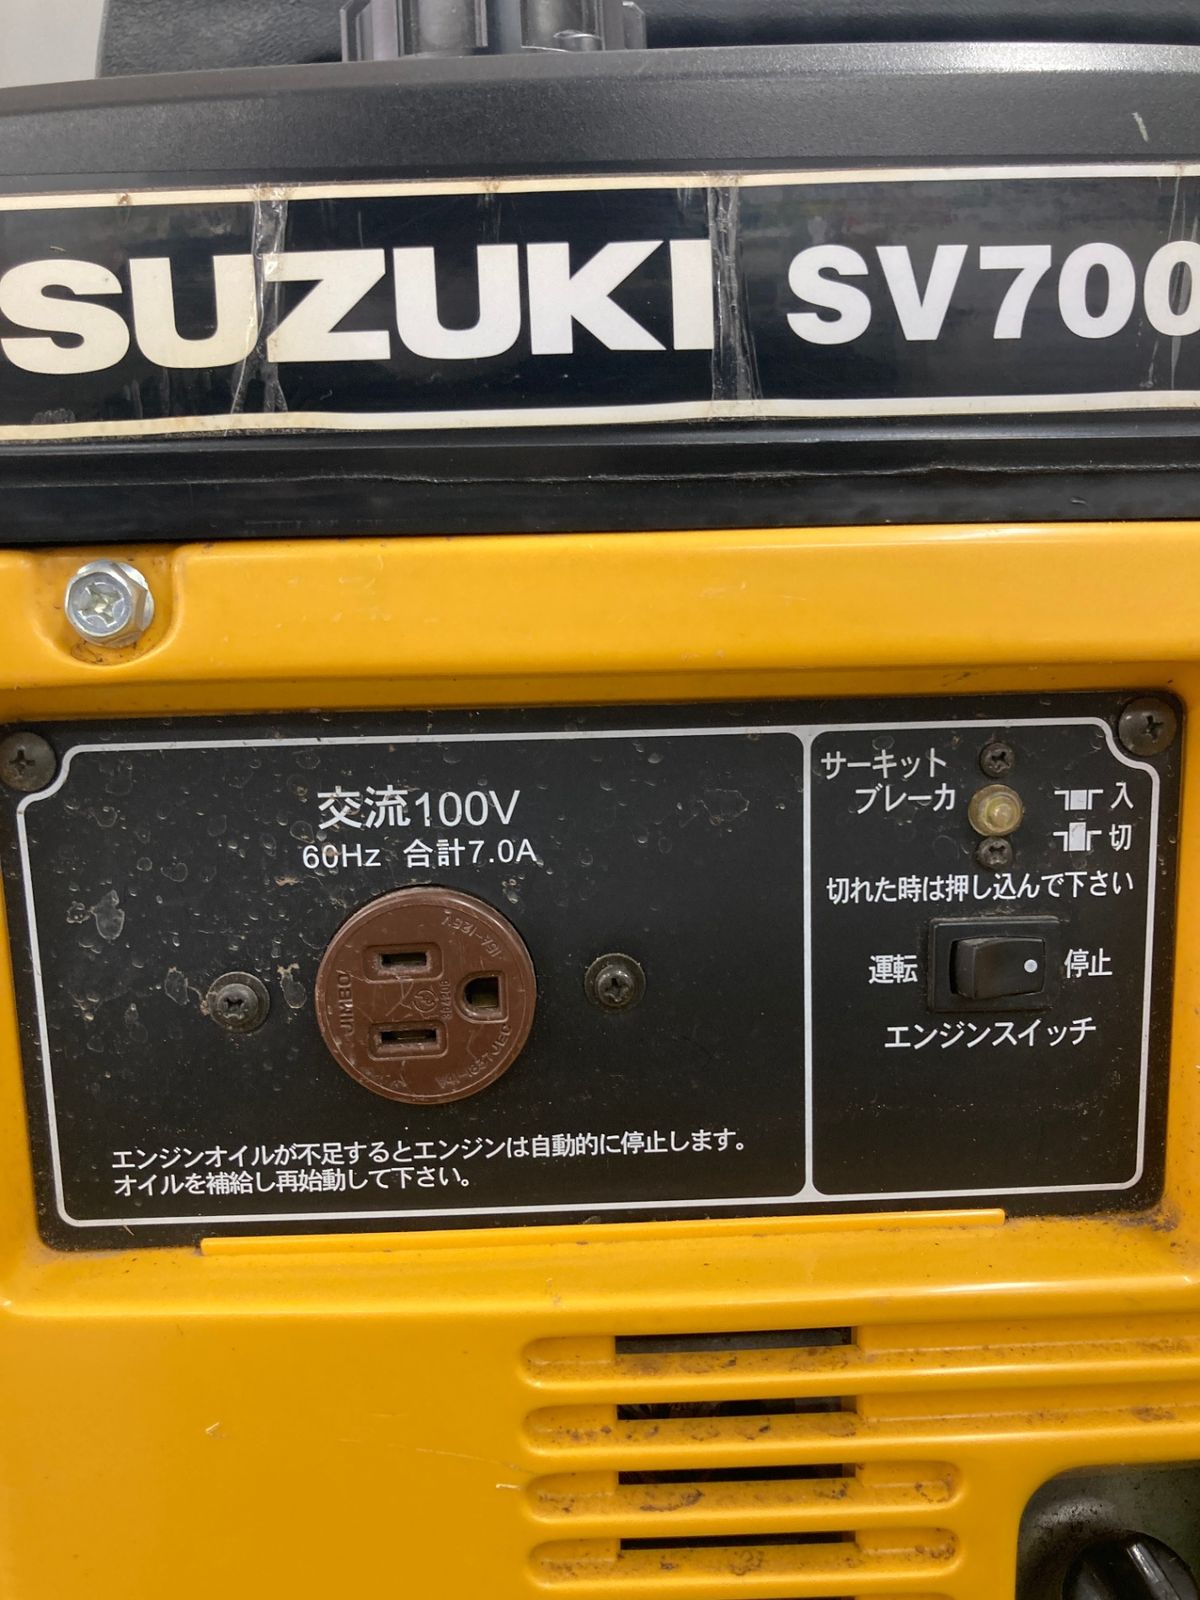 SUZUKI SV700
交流100V
60Hz 合計7.0A
15A-125V
JIMBO
エンジンオイルが不足するとエンジンは自動的に停止します。
オイルを補給し再始動して下さい。
サーキット
ブレーカ
入
切
切れた時は押し込んで下さい
運転
停止
エンジンスイッチ